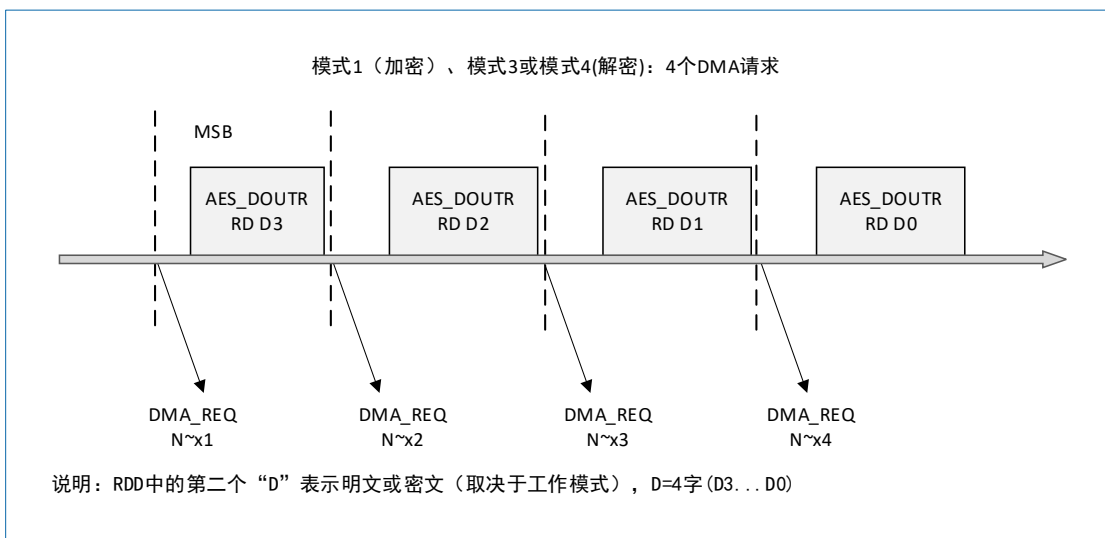 模式1（加密）、模式3或模式4(解密)：4个DMA请求
MSB
AES_DOUTR
RD D3
AES_DOUTR
RD D2
AES_DOUTR
RD D1
AES_DOUTR
RD D0
DMA_REQ
N~x1
DMA_REQ
N~x2
DMA_REQ
N~x3
DMA_REQ
N~x4
说明：RDD中的第二个“D”表示明文或密文（取决于工作模式），D=4字(D3...D0)